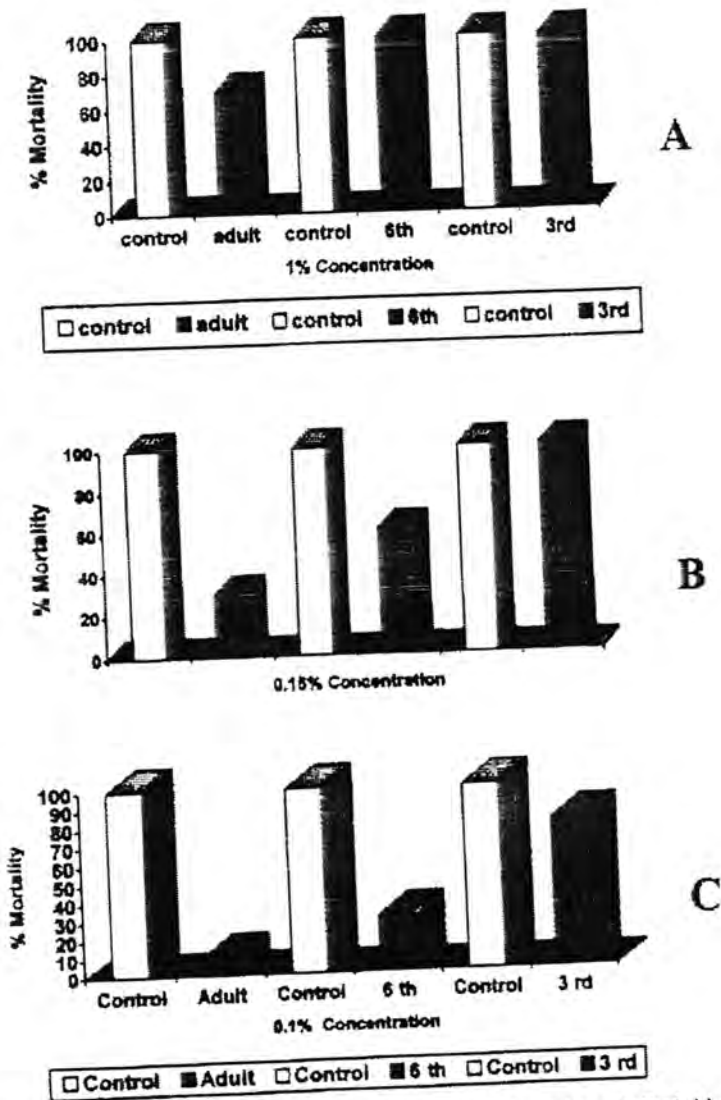 100
80
60
40
20
0
% Mortality
control adult control 6th control 3rd
1% Concentration
A
control adult control 6th control 3rd
100
80
60
40
20
0
% Mortality
0.15% Concentration
B
100
90
80
70
60
50
40
30
20
10
0
% Mortality
Control Adult Control 6 th Control 3 rd
0.1% Concentration
C
Control Adult Control 6 th Control 3 rd